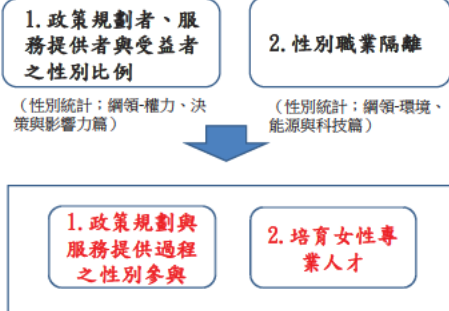 1.政策規劃者、服
務提供者與受益者
之性別比例
2.性別職業隔離
（性別統計；綱領-權力、決
策與影響力篇）
（性別統計；綱領-環境、
能源與科技篇）
1.政策規劃與
服務提供過程
之性別參與
2.培育女性專
業人才